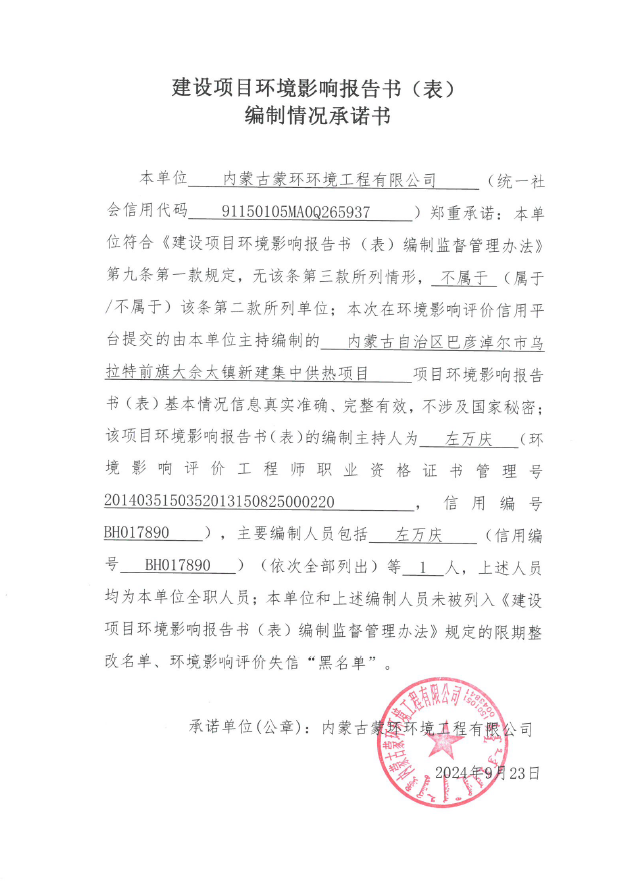 建设项目环境影响报告书（表）
编制情况承诺书
本单位 内蒙古蒙环环境工程有限公司 （统一社
会信用代码 91150105MA0Q265937 ）郑重承诺：本单
位符合《建设项目环境影响报告书（表）编制监督管理办法》
第九条第一款规定，无该条第三款所列情形， 不属于 （属于
/不属于）该条第二款所列单位；本次在环境影响评价信用平
台提交的由本单位主持编制的 内蒙古自治区巴彦淖尔市乌
拉特前旗大佘太镇新建集中供热项目 项目环境影响报告
书（表）基本情况信息真实准确、完整有效，不涉及国家秘密；
该项目环境影响报告书（表）的编制主持人为 左万庆 （环
境影响评价工程师职业资格证书管理号
2014035150352013150825000220 ，信用编号
BH017890 ），主要编制人员包括 左万庆 （信用编
号 BH017890 ）（依次全部列出）等 1 人，上述人员
均为本单位全职人员；本单位和上述编制人员未被列入《建设
项目环境影响报告书（表）编制监督管理办法》规定的限期整
改名单、环境影响评价失信“黑名单”。
承诺单位(公章)：内蒙古蒙环环境工程有限公司
2024年9月23日
内蒙古蒙环环境工程有限公司